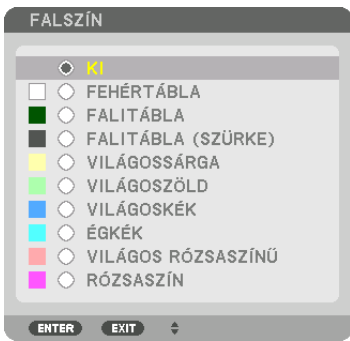 FALSZÍN
KI
FEHÉRTÁBLA
FALITÁBLA
FALITÁBLA (SZÜRKE)
VILÁGOSSÁRGA
VILÁGOSZÖLD
VILÁGOSKÉK
ÉGKÉK
VILÁGOS RÓZSASZÍNŰ
RÓZSASZÍN
ENTER EXIT